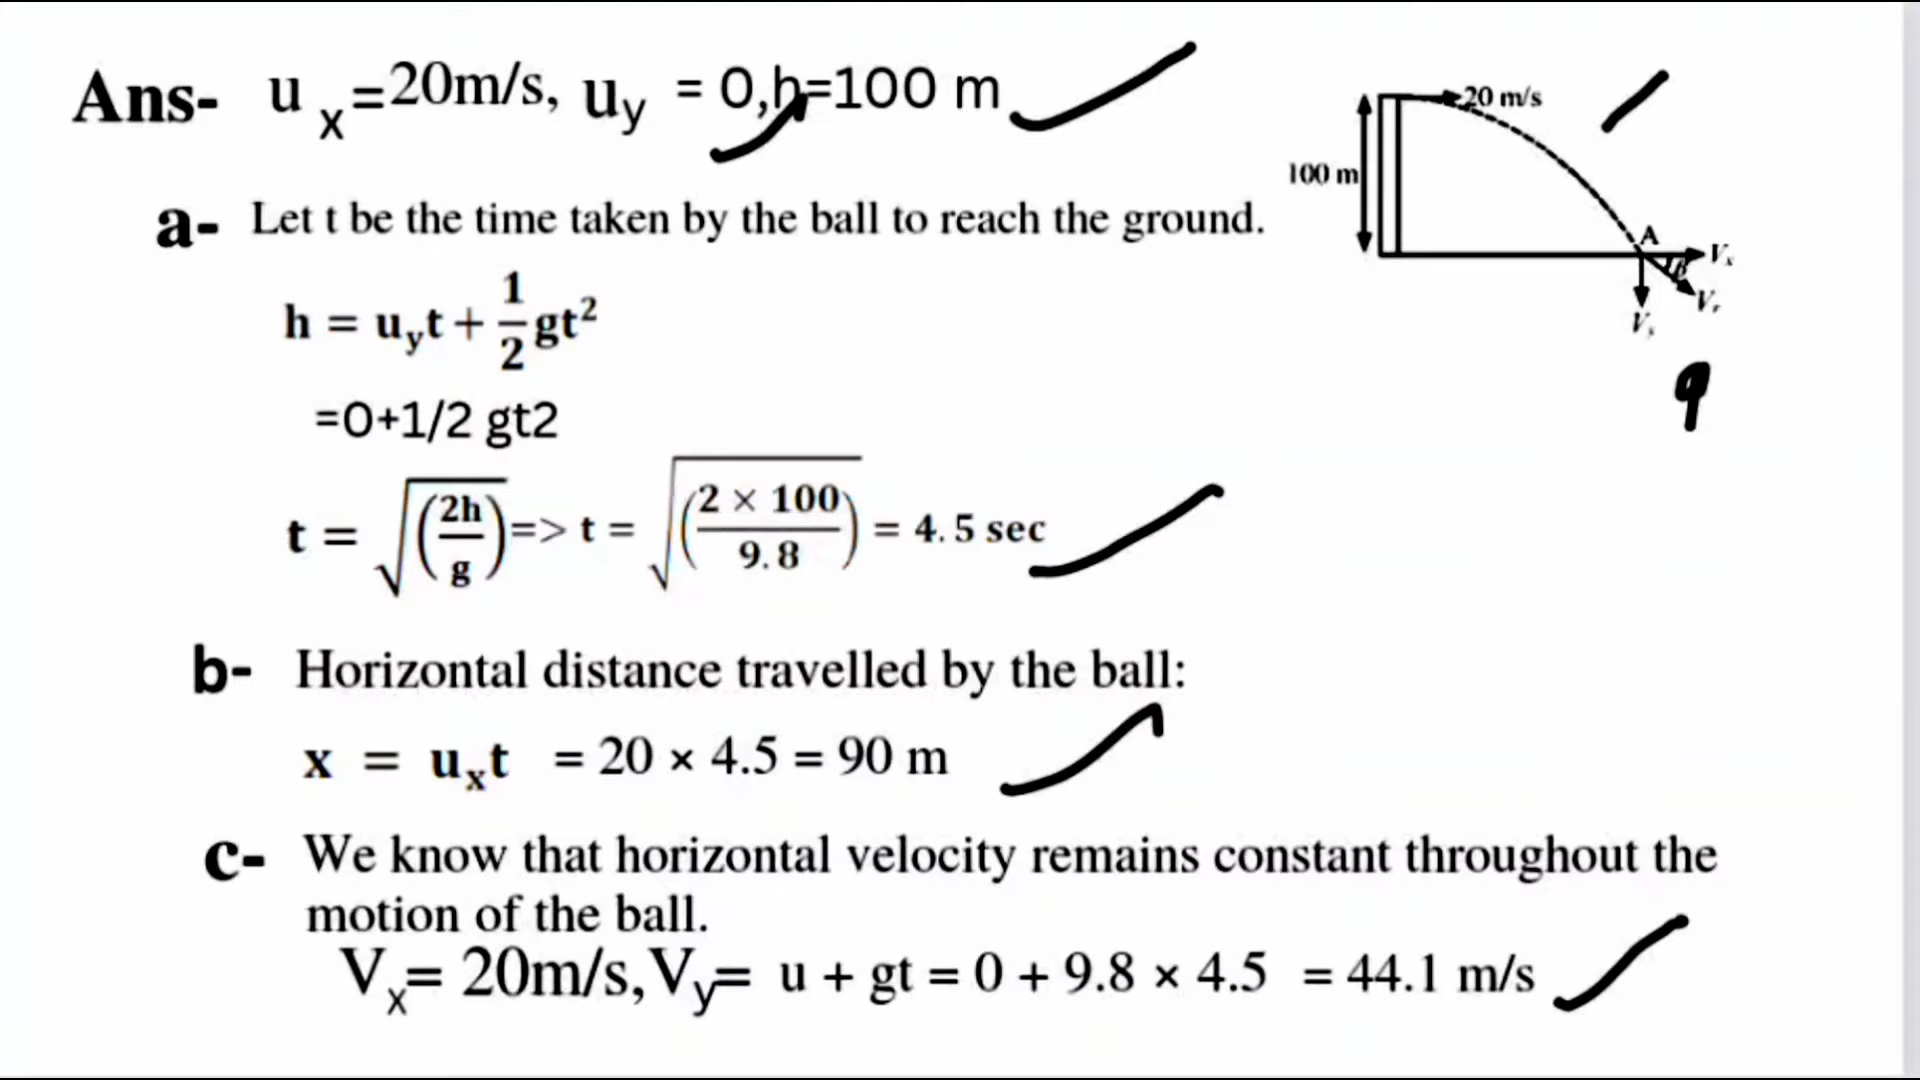 Ans- u x =20m/s, uy = 0,h=100 m
20 m/s
100 m
A
a- Let t be the time taken by the ball to reach the ground.
h = uyt + 1/2 gt²
=0+1/2 gt2
t = √(2h/g) => t = √(2 × 100/9.8) = 4.5 sec
b- Horizontal distance travelled by the ball:
x = uxt = 20 × 4.5 = 90 m
c- We know that horizontal velocity remains constant throughout the
motion of the ball.
Vx= 20m/s, Vy= u + gt = 0 + 9.8 × 4.5 = 44.1 m/s